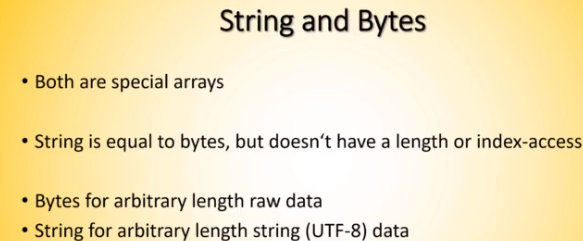 String and Bytes
• Both are special arrays
• String is equal to bytes, but doesn‘t have a length or index-access
• Bytes for arbitrary length raw data
• String for arbitrary length string (UTF-8) data